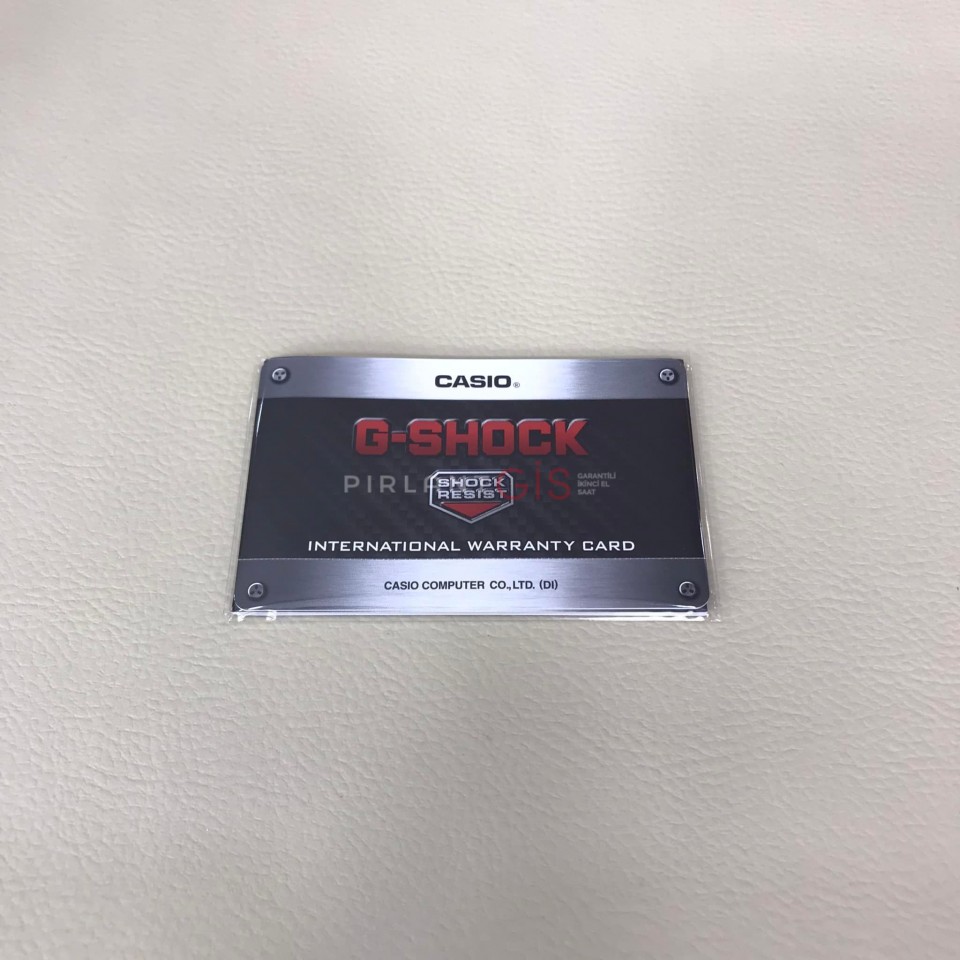 CASIO®
G-SHOCK
SHOCK
RESIST
GİS
GARANTİLİ
İKİNCİ EL
SAAT
INTERNATIONAL WARRANTY CARD
CASIO COMPUTER CO.,LTD. (DI)